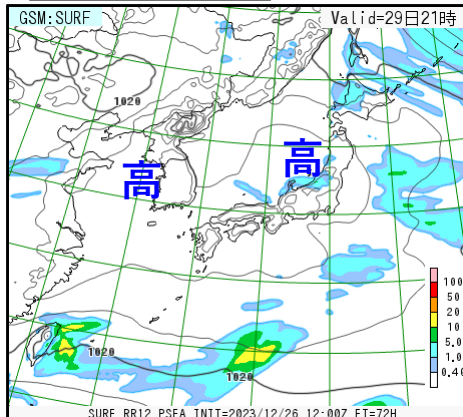 GSM:SURF
Valid=29日21時
1020
高
高
100
50
20
10
5.0
1.0
0.40
1020
1020
SURF RR12 PSEA INIT=2023/12/26 12:00Z FT=72H